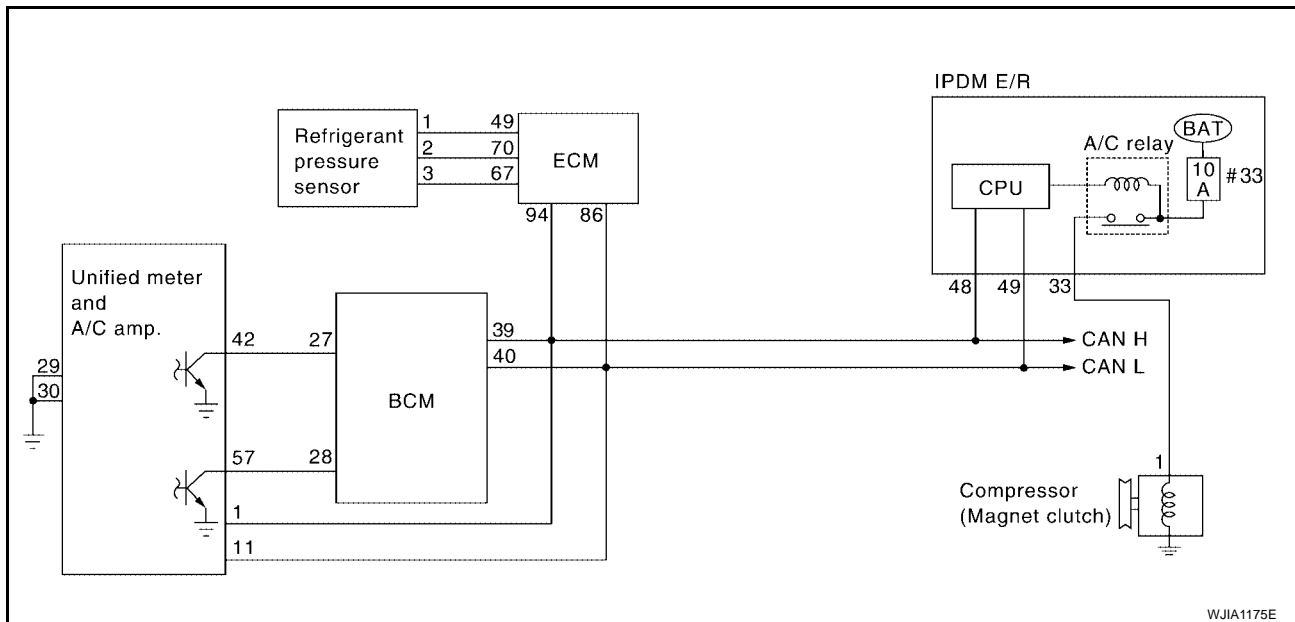 IPDM E/R
BAT
A/C relay
10
A
#33
CPU
48
49
33
Refrigerant
pressure
sensor
1
2
3
49
70
67
ECM
94
86
Unified meter
and
A/C amp.
29
30
42
27
57
28
1
11
BCM
39
40
CAN H
CAN L
Compressor
(Magnet clutch)
1
WJIA1175E